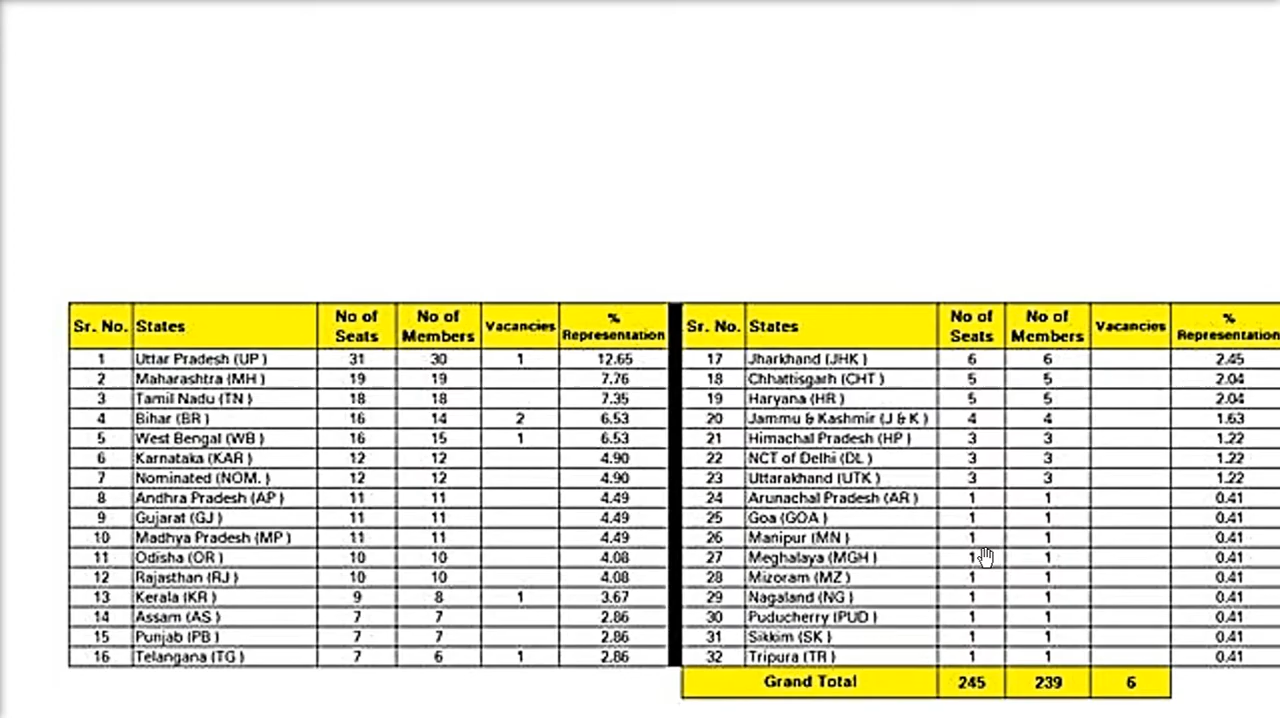 Sr. No. States No of Seats No of Members Vacancies % Representation Sr. No. States No of Seats No of Members Vacancies % Representation
1 Uttar Pradesh (UP ) 31 30 1 12.65 17 Jharkhand (JHK ) 6 6 2.45
2 Maharashtra (MH ) 19 19 7.76 18 Chhattisgarh (CHT ) 5 5 2.04
3 Tamil Nadu (TN ) 18 18 7.35 19 Haryana (HR ) 5 5 2.04
4 Bihar (BR ) 16 14 2 6.53 20 Jammu & Kashmir (J & K ) 4 4 1.63
5 West Bengal (WB ) 16 15 1 6.53 21 Himachal Pradesh (HP ) 3 3 1.22
6 Karnataka (KAR ) 12 12 4.90 22 NCT of Delhi (DL ) 3 3 1.22
7 Nominated (NOM. ) 12 12 4.90 23 Uttarakhand (UTK ) 3 3 1.22
8 Andhra Pradesh (AP ) 11 11 4.49 24 Arunachal Pradesh (AR ) 1 1 0.41
9 Gujarat (GJ ) 11 11 4.49 25 Goa (GOA ) 1 1 0.41
10 Madhya Pradesh (MP ) 11 11 4.49 26 Manipur (MN ) 1 1 0.41
11 Odisha (OR ) 10 10 4.08 27 Meghalaya (MGH ) 1 1 0.41
12 Rajasthan (RJ ) 10 10 4.08 28 Mizoram (MZ ) 1 1 0.41
13 Kerala (KR ) 9 8 1 3.67 29 Nagaland (NG ) 1 1 0.41
14 Assam (AS ) 7 7 2.86 30 Puducherry (PUD ) 1 1 0.41
15 Punjab (PB ) 7 7 2.86 31 Sikkim (SK ) 1 1 0.41
16 Telangana (TG ) 7 6 1 2.86 32 Tripura (TR ) 1 1 0.41
Grand Total 245 239 6